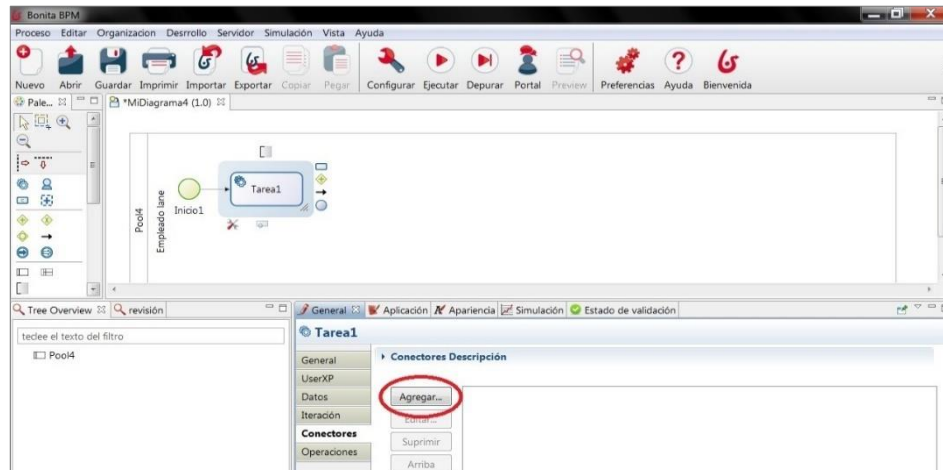 Bonita BPM
Proceso Editar Organizacion Desrrollo Servidor Simulación Vista Ayuda
Nuevo Abrir Guardar Imprimir Importar Exportar Copiar Pegar Configurar Ejecutar Depurar Portal Preview Preferencias Ayuda Bienvenida
Pale...
*MiDiagrama4 (1.0)
Pool4
Empleado lane
Inicio1
Tarea1
Tree Overview revisión
teclee el texto del filtro
Pool4
General Aplicación Apariencia Simulación Estado de validación
Tarea1
General
UserXP
Datos
Iteración
Conectores
Operaciones
Conectores Descripción
Agregar...
Editar...
Suprimir
Arriba